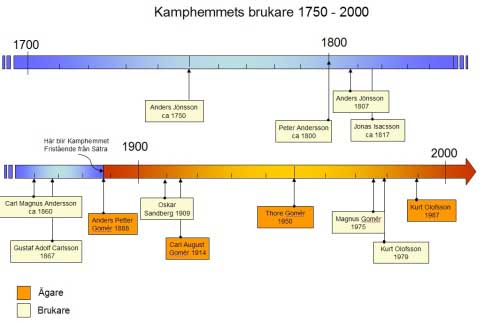 Kamphemmets brukare 1750 - 2000
1700
1800
Anders Jönsson
ca 1750
Peter Andersson
ca 1800
Anders Jönsson
1807
Jonas Isacsson
ca 1817
Här blir Kamphemmet
Fristående från Sätra
1900
2000
Carl Magnus Andersson
ca 1860
Gustaf Adolf Carlsson
1867
Anders Petter
Gomér 1888
Oskar
Sandberg 1909
Carl August
Gomér 1914
Thore Gomér
1950
Magnus Gomér
1975
Kurt Olofsson
1979
Kurt Olofsson
1987
Ägare
Brukare